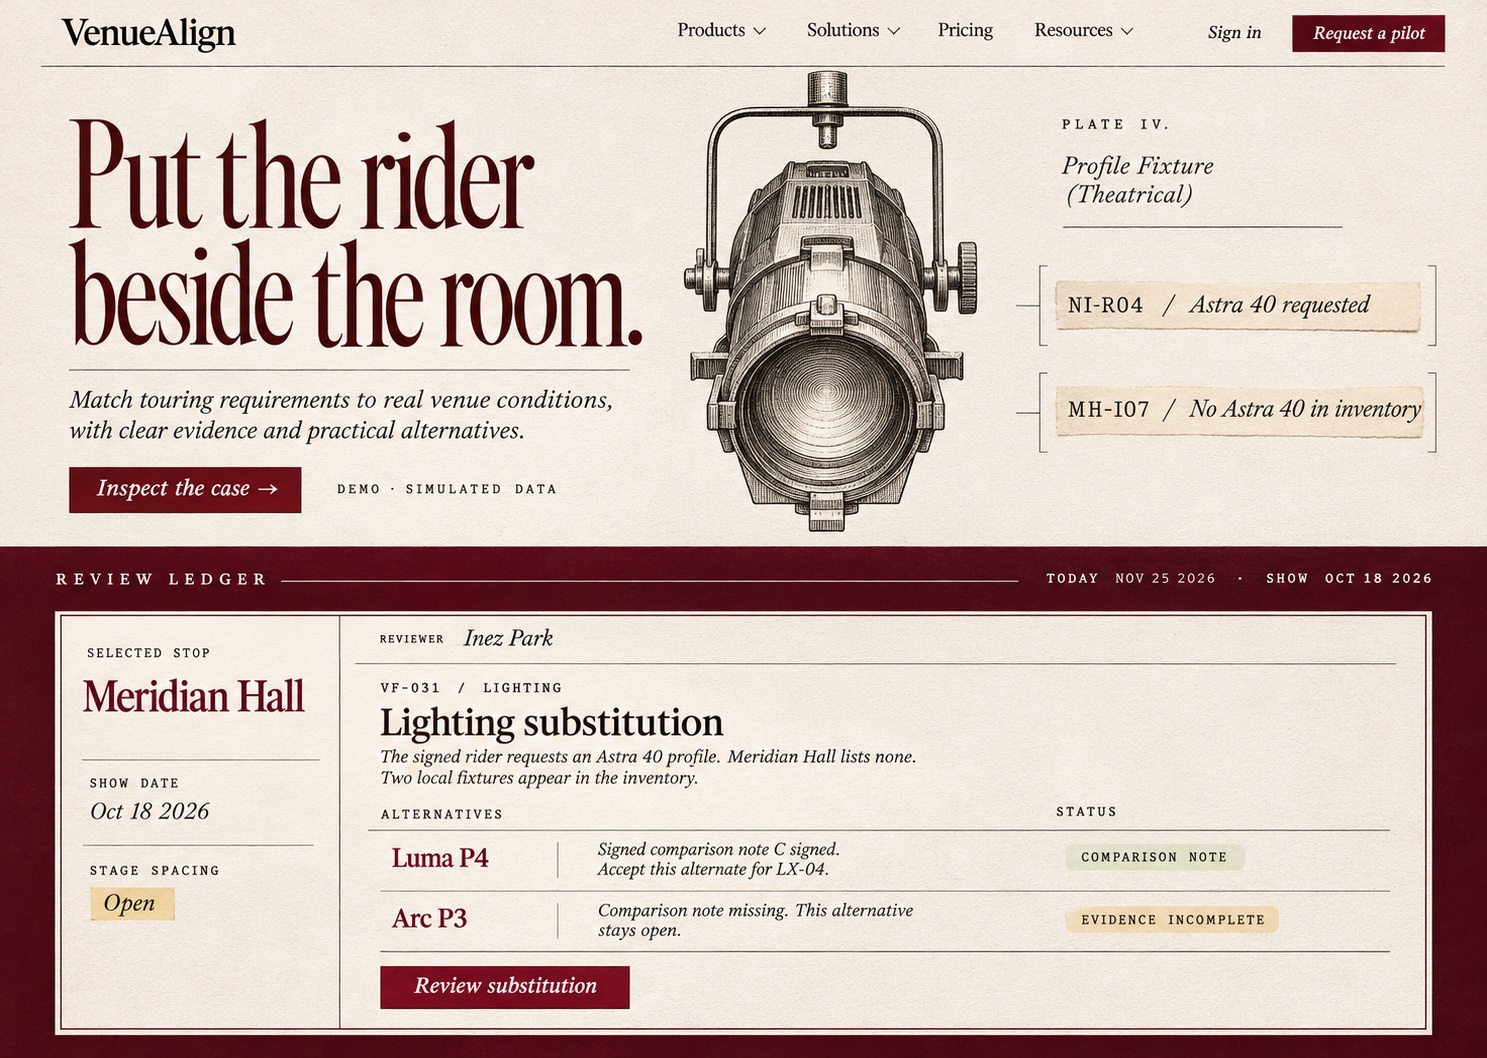 VenueAlign
Products
Solutions
Pricing
Resources
Sign in
Request a pilot
Put the rider
beside the room.
Match touring requirements to real venue conditions,
with clear evidence and practical alternatives.
Inspect the case →
DEMO · SIMULATED DATA
PLATE IV.
Profile Fixture
(Theatrical)
NI-R04 / Astra 40 requested
MH-I07 / No Astra 40 in inventory
REVIEW LEDGER
TODAY NOV 25 2026 · SHOW OCT 18 2026
SELECTED STOP
Meridian Hall
SHOW DATE
Oct 18 2026
STAGE SPACING
Open
REVIEWER Inez Park
VF-031 / LIGHTING
Lighting substitution
The signed rider requests an Astra 40 profile. Meridian Hall lists none.
Two local fixtures appear in the inventory.
ALTERNATIVES
STATUS
Luma P4
Signed comparison note C signed.
Accept this alternate for LX-04.
COMPARISON NOTE
Arc P3
Comparison note missing. This alternative
stays open.
EVIDENCE INCOMPLETE
Review substitution